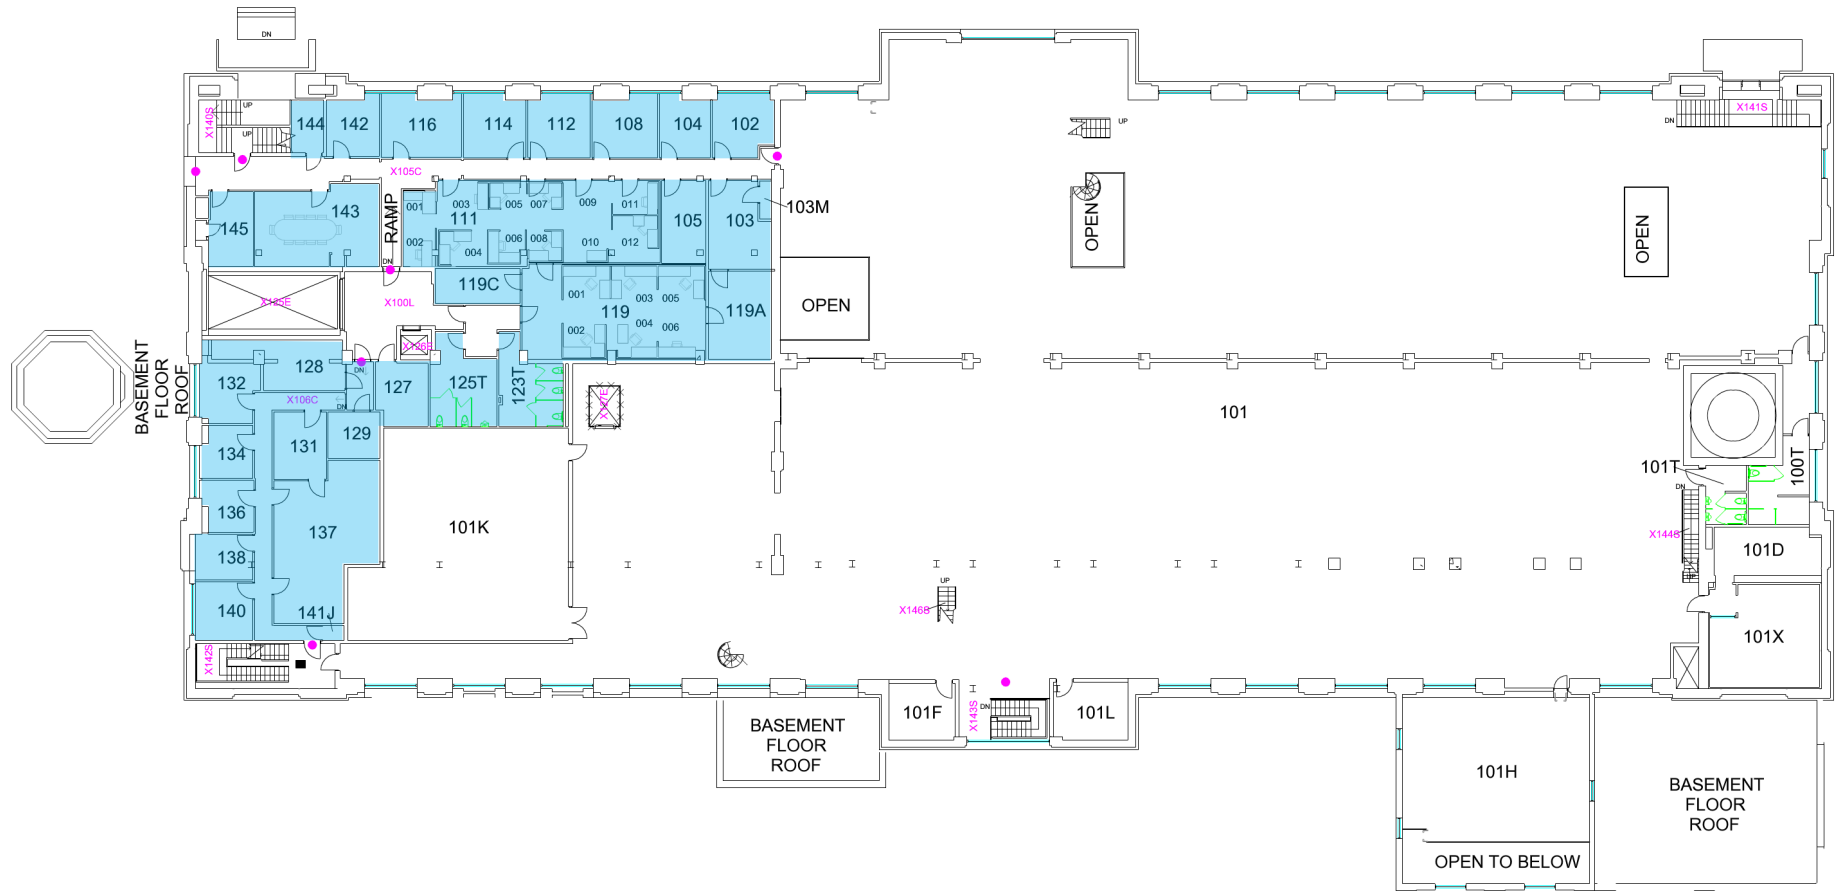 DN
UP
X140S
UP
144
142
116
114
112
108
104
102
X105C
UP
X141S
DN
145
143
RAMP
DN
001
002
111
003
004
005
006
007
008
009
010
011
012
105
103
103M
OPEN
OPEN
OPEN
X125E
X100L
119C
001
002
119
003
004
005
006
119A
X126E
BASEMENT
FLOOR
ROOF
132
128
DN
127
125T
123T
X127E
101
X106C
DN
131
129
134
136
137
138
140
141J
101K
101T
100T
DN
X144S
UP
101D
101X
UP
X146S
X142S
101F
X143S
DN
101L
BASEMENT
FLOOR
ROOF
101H
OPEN TO BELOW
BASEMENT
FLOOR
ROOF